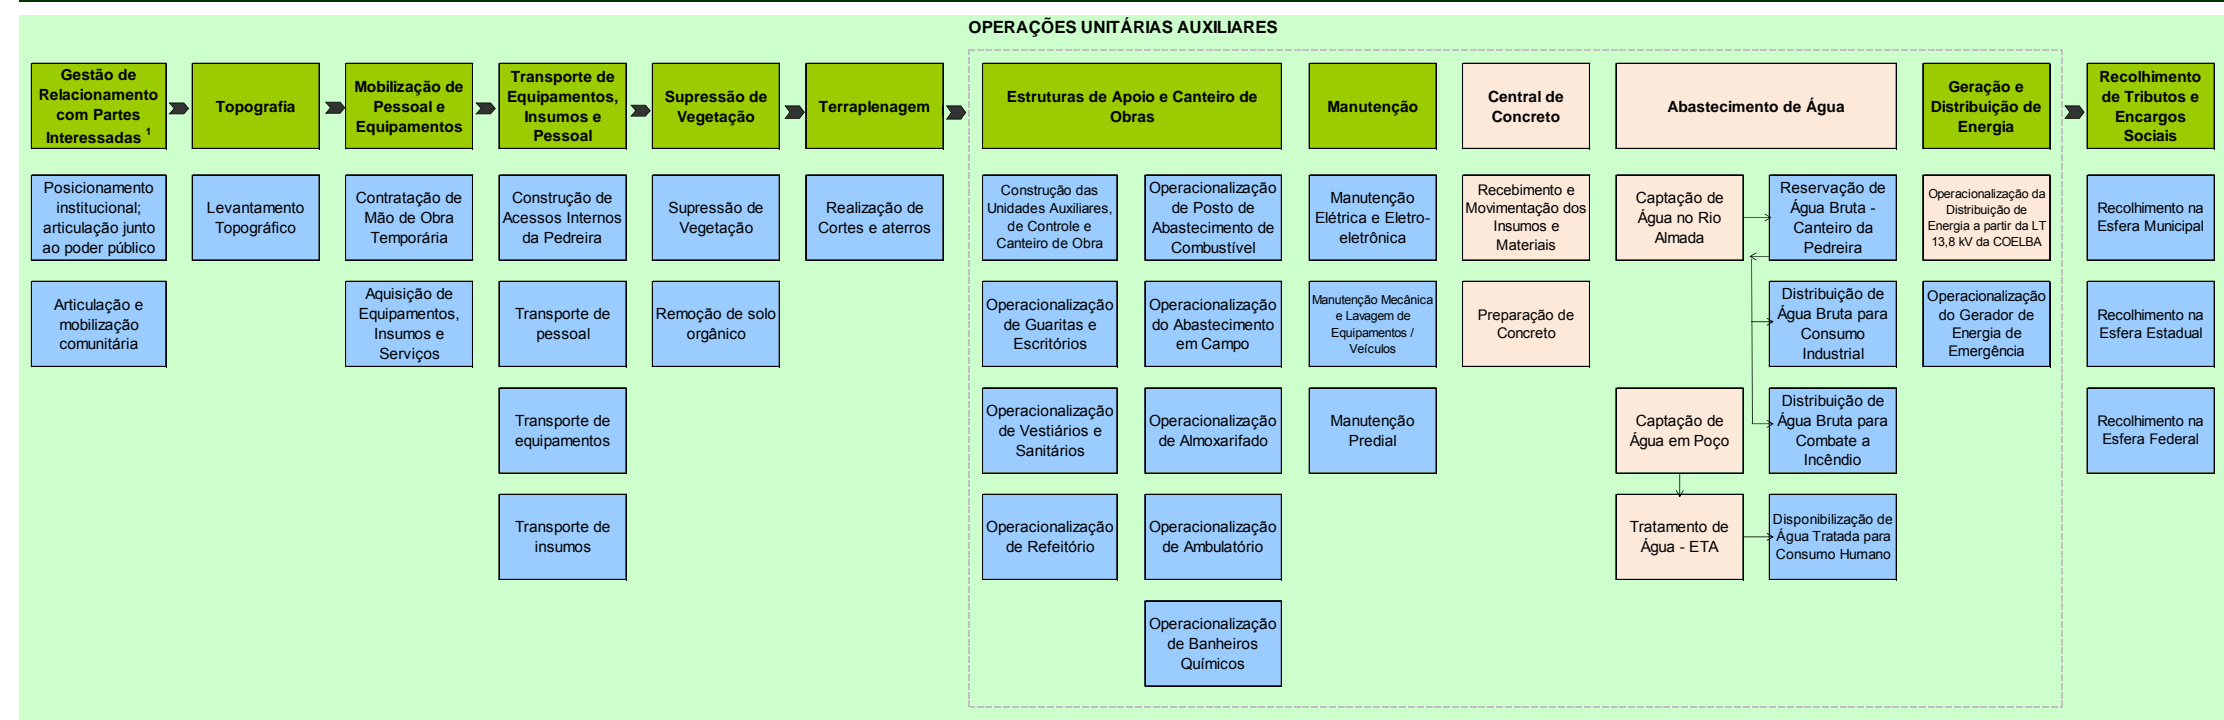 OPERAÇÕES UNITÁRIAS AUXILIARES
Gestão de
Relacionamento
com Partes
Interessadas ¹
Topografia
Mobilização de
Pessoal e
Equipamentos
Transporte de
Equipamentos,
Insumos e
Pessoal
Supressão de
Vegetação
Terraplenagem
Estruturas de Apoio e Canteiro de
Obras
Manutenção
Central de
Concreto
Abastecimento de Água
Geração e
Distribuição de
Energia
Recolhimento
de Tributos e
Encargos
Sociais
Posicionamento
institucional;
articulação junto
ao poder público
Levantamento
Topográfico
Contratação de
Mão de Obra
Temporária
Construção de
Acessos Internos
da Pedreira
Supressão de
Vegetação
Realização de
Cortes e aterros
Construção das
Unidades Auxiliares,
de Controle e
Canteiro de Obra
Operacionalização
de Posto de
Abastecimento de
Combustível
Manutenção
Elétrica e Eletro-
eletrônica
Recebimento e
Movimentação dos
Insumos e
Materiais
Captação de
Água no Rio
Almada
Reservação de
Água Bruta -
Canteiro da
Pedreira
Operacionalização da
Distribuição de
Energia a partir da LT
13,8 kV da COELBA
Recolhimento na
Esfera Municipal
Articulação e
mobilização
comunitária
Aquisição de
Equipamentos,
Insumos e
Serviços
Transporte de
pessoal
Remoção de solo
orgânico
Operacionalização
de Guaritas e
Escritórios
Operacionalização
do Abastecimento
em Campo
Manutenção Mecânica
e Lavagem de
Equipamentos /
Veículos
Preparação de
Concreto
Distribuição de
Água Bruta para
Consumo
Industrial
Operacionalização
do Gerador de
Energia de
Emergência
Recolhimento na
Esfera Estadual
Transporte de
equipamentos
Operacionalização
de Vestiários e
Sanitários
Operacionalização
de Almoxarifado
Manutenção
Predial
Captação de
Água em Poço
Distribuição de
Água Bruta para
Combate a
Incêndio
Recolhimento na
Esfera Federal
Transporte de
insumos
Operacionalização
de Refeitório
Operacionalização
de Ambulatório
Tratamento de
Água - ETA
Disponibilização de
Água Tratada para
Consumo Humano
Operacionalização
de Banheiros
Químicos